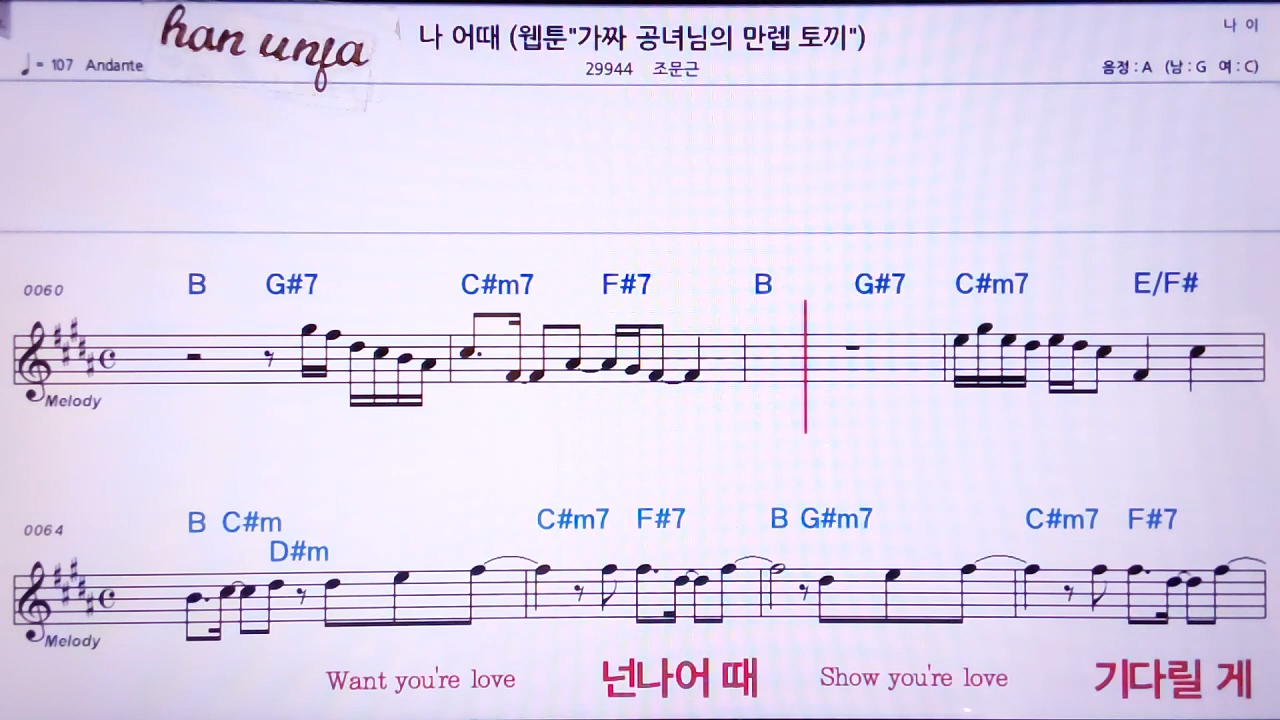 han unfa
나 어때 (웹툰"가짜 공녀님의 만렙 토끼")
나 이
♩= 107 Andante
29944 조문근
음정 : A (남 : G 여 : C)
0060 B G#7 C#m7 F#7 B G#7 C#m7 E/F#
Melody
0064 B C#m C#m7 F#7 B G#m7 C#m7 F#7
D#m
Melody
Want you're love 넌나어 때 Show you're love 기다릴 게